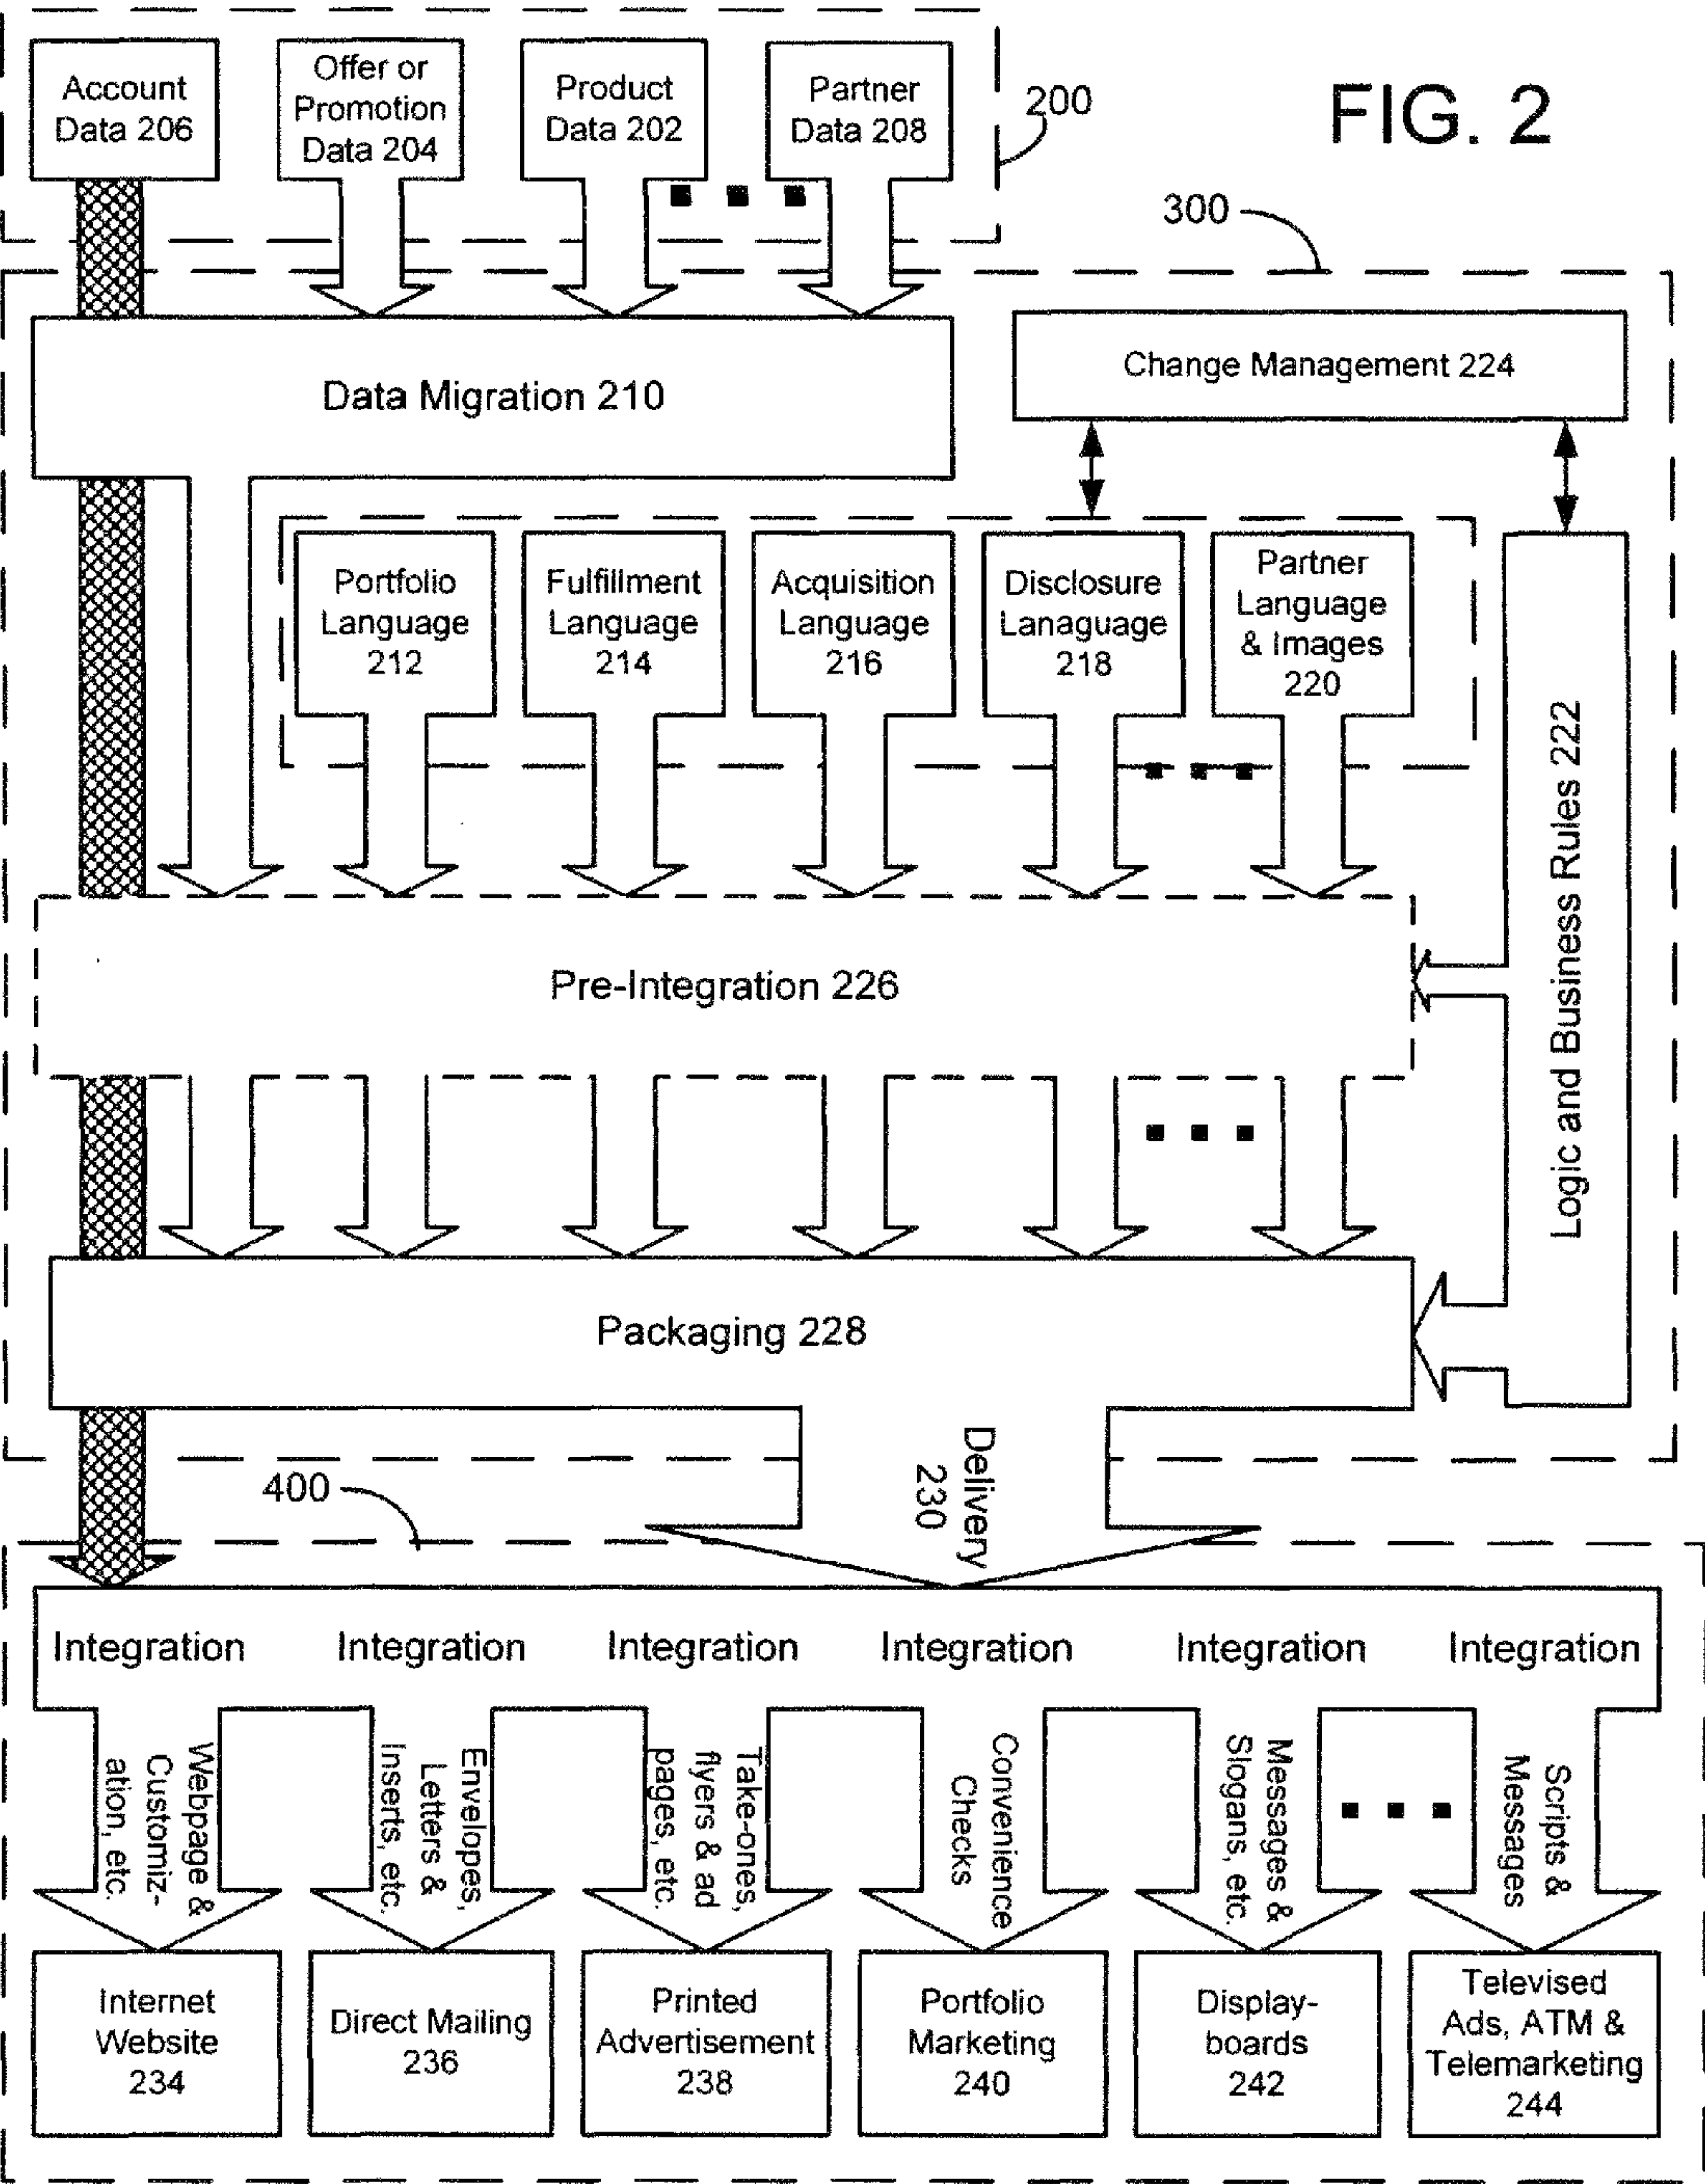 FIG. 2
200
Account
Data 206
Offer or
Promotion
Data 204
Product
Data 202
Partner
Data 208
300
Data Migration 210
Change Management 224
Portfolio
Language
212
Fulfillment
Language
214
Acquisition
Language
216
Disclosure
Lanaguage
218
Partner
Language
& Images
220
Logic and Business Rules 222
Pre-Integration 226
Packaging 228
Delivery
230
400
Integration
Integration
Integration
Integration
Integration
Integration
Webpage &
Customiz-
ation, etc.
Envelopes,
Letters &
Inserts, etc.
Take-ones,
flyers & ad
pages, etc.
Convenience
Checks
Messages &
Slogans, etc.
Scripts &
Messages
Internet
Website
234
Direct Mailing
236
Printed
Advertisement
238
Portfolio
Marketing
240
Display-
boards
242
Televised
Ads, ATM &
Telemarketing
244